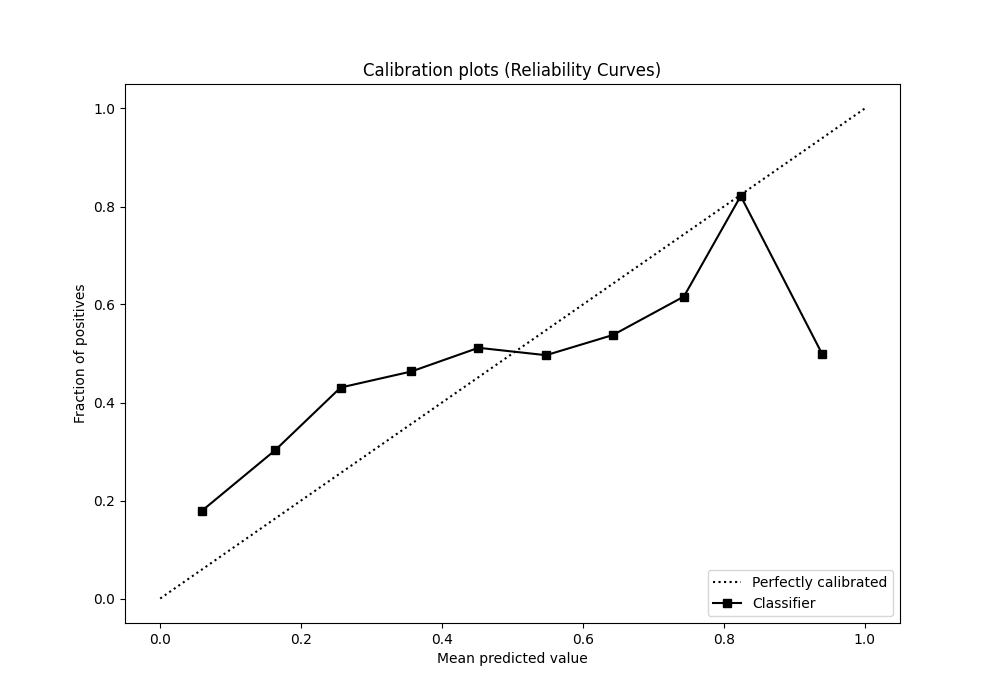 Calibration plots (Reliability Curves)
Fraction of positives
1.0
0.8
0.6
0.4
0.2
0.0
0.0 0.2 0.4 0.6 0.8 1.0
Mean predicted value
Perfectly calibrated
Classifier